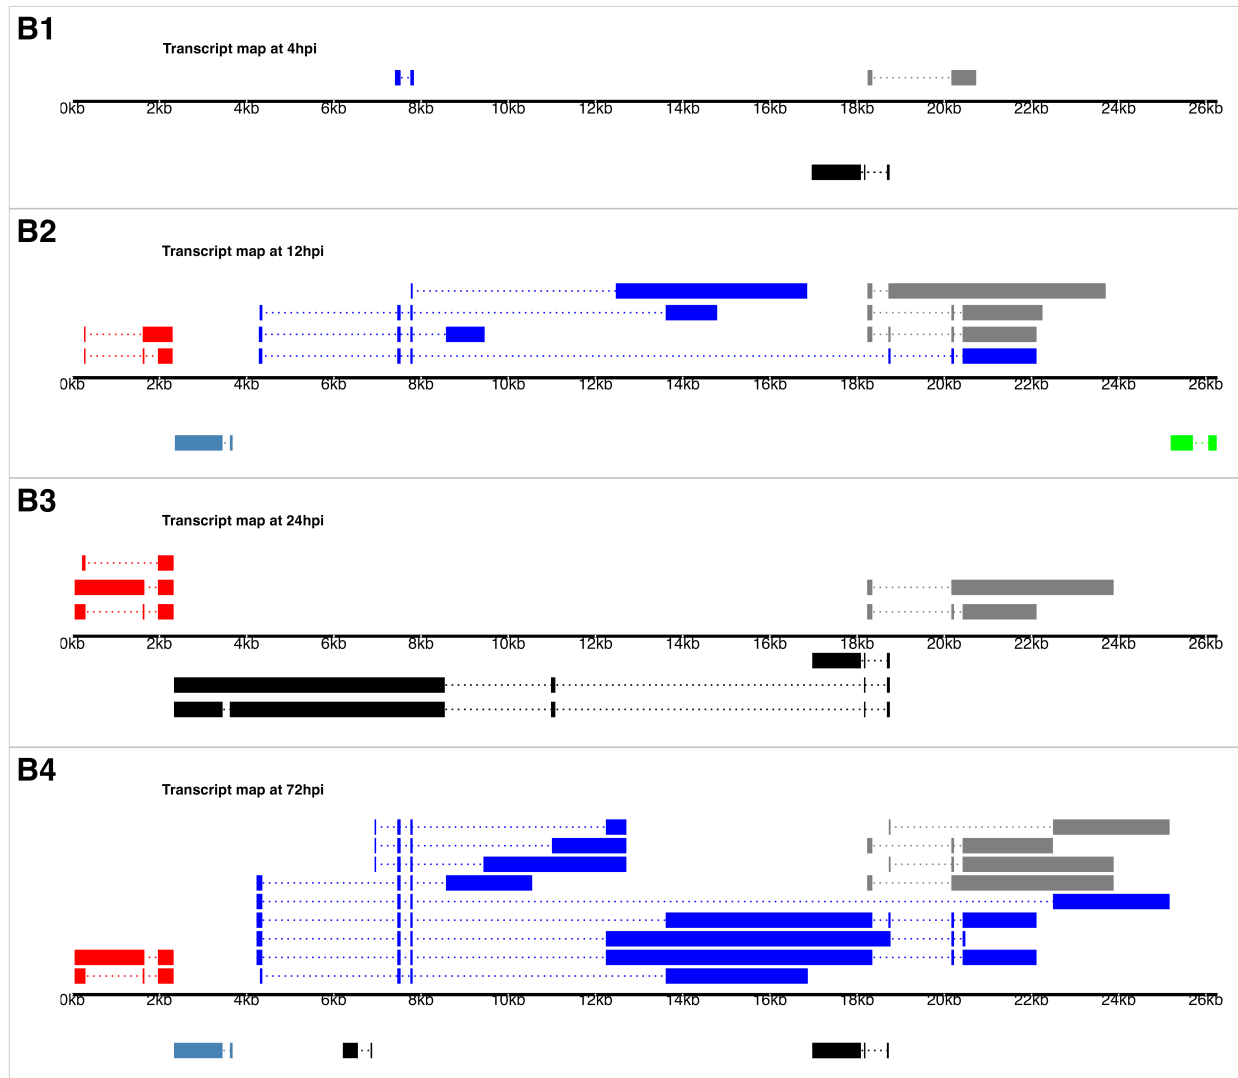 B1
Transcript map at 4hpi
0kb 2kb 4kb 6kb 8kb 10kb 12kb 14kb 16kb 18kb 20kb 22kb 24kb 26kb
B2
Transcript map at 12hpi
0kb 2kb 4kb 6kb 8kb 10kb 12kb 14kb 16kb 18kb 20kb 22kb 24kb 26kb
B3
Transcript map at 24hpi
0kb 2kb 4kb 6kb 8kb 10kb 12kb 14kb 16kb 18kb 20kb 22kb 24kb 26kb
B4
Transcript map at 72hpi
0kb 2kb 4kb 6kb 8kb 10kb 12kb 14kb 16kb 18kb 20kb 22kb 24kb 26kb